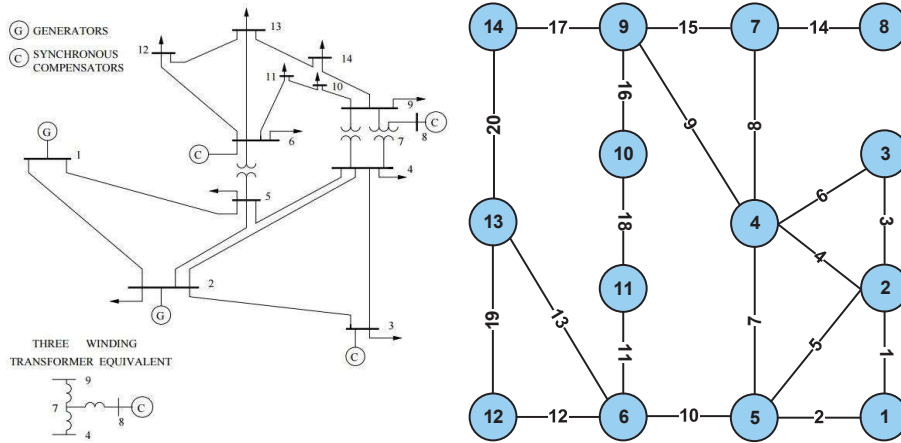 G GENERATORS
C SYNCHRONOUS
COMPENSATORS
13
12
14
11
10
9
C
8
7
C
6
G
1
4
5
2
G
3
C
THREE WINDING
TRANSFORMER EQUIVALENT
9
7
C
8
4
14 17 9 15 7 14 8
16
9
8
20
10
3
6
13
18
4
4
3
11
2
13
7
5
1
19
11
12 12 6 10 5 2 1